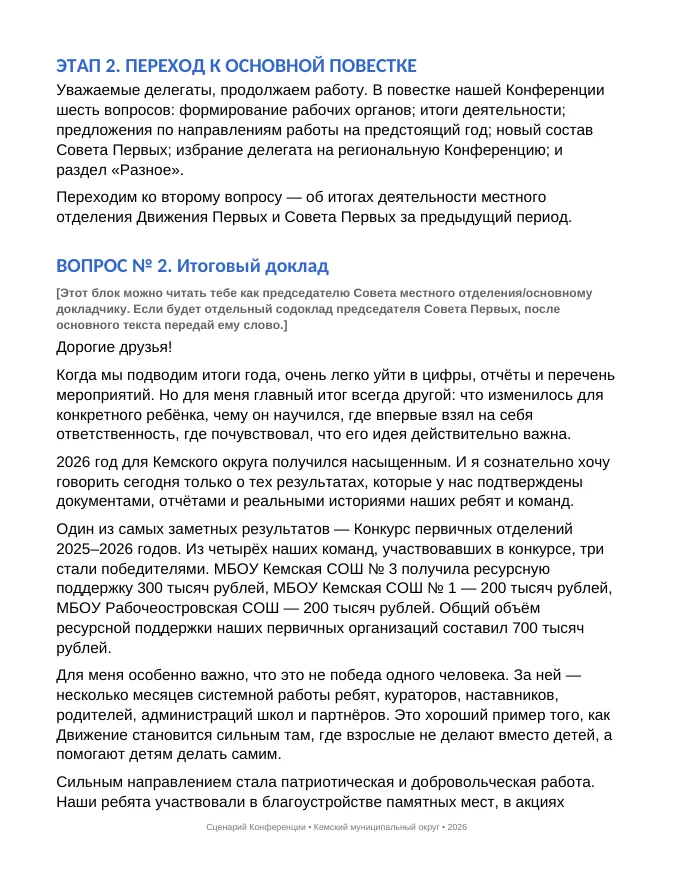 ЭТАП 2. ПЕРЕХОД К ОСНОВНОЙ ПОВЕСТКЕ
Уважаемые делегаты, продолжаем работу. В повестке нашей Конференции
шесть вопросов: формирование рабочих органов; итоги деятельности;
предложения по направлениям работы на предстоящий год; новый состав
Совета Первых; избрание делегата на региональную Конференцию; и
раздел «Разное».
Переходим ко второму вопросу — об итогах деятельности местного
отделения Движения Первых и Совета Первых за предыдущий период.
ВОПРОС № 2. Итоговый доклад
[Этот блок можно читать тебе как председателю Совета местного отделения/основному
докладчику. Если будет отдельный содоклад председателя Совета Первых, после
основного текста передай ему слово.]
Дорогие друзья!
Когда мы подводим итоги года, очень легко уйти в цифры, отчёты и перечень
мероприятий. Но для меня главный итог всегда другой: что изменилось для
конкретного ребёнка, чему он научился, где впервые взял на себя
ответственность, где почувствовал, что его идея действительно важна.
2026 год для Кемского округа получился насыщенным. И я сознательно хочу
говорить сегодня только о тех результатах, которые у нас подтверждены
документами, отчётами и реальными историями наших ребят и команд.
Один из самых заметных результатов — Конкурс первичных отделений
2025–2026 годов. Из четырёх наших команд, участвовавших в конкурсе, три
стали победителями. МБОУ Кемская СОШ № 3 получила ресурсную
поддержку 300 тысяч рублей, МБОУ Кемская СОШ № 1 — 200 тысяч рублей,
МБОУ Рабочеостровская СОШ — 200 тысяч рублей. Общий объём
ресурсной поддержки наших первичных организаций составил 700 тысяч
рублей.
Для меня особенно важно, что это не победа одного человека. За ней —
несколько месяцев системной работы ребят, кураторов, наставников,
родителей, администраций школ и партнёров. Это хороший пример того, как
Движение становится сильным там, где взрослые не делают вместо детей, а
помогают детям делать самим.
Сильным направлением стала патриотическая и добровольческая работа.
Наши ребята участвовали в благоустройстве памятных мест, в акциях
Сценарий Конференции • Кемский муниципальный округ • 2026